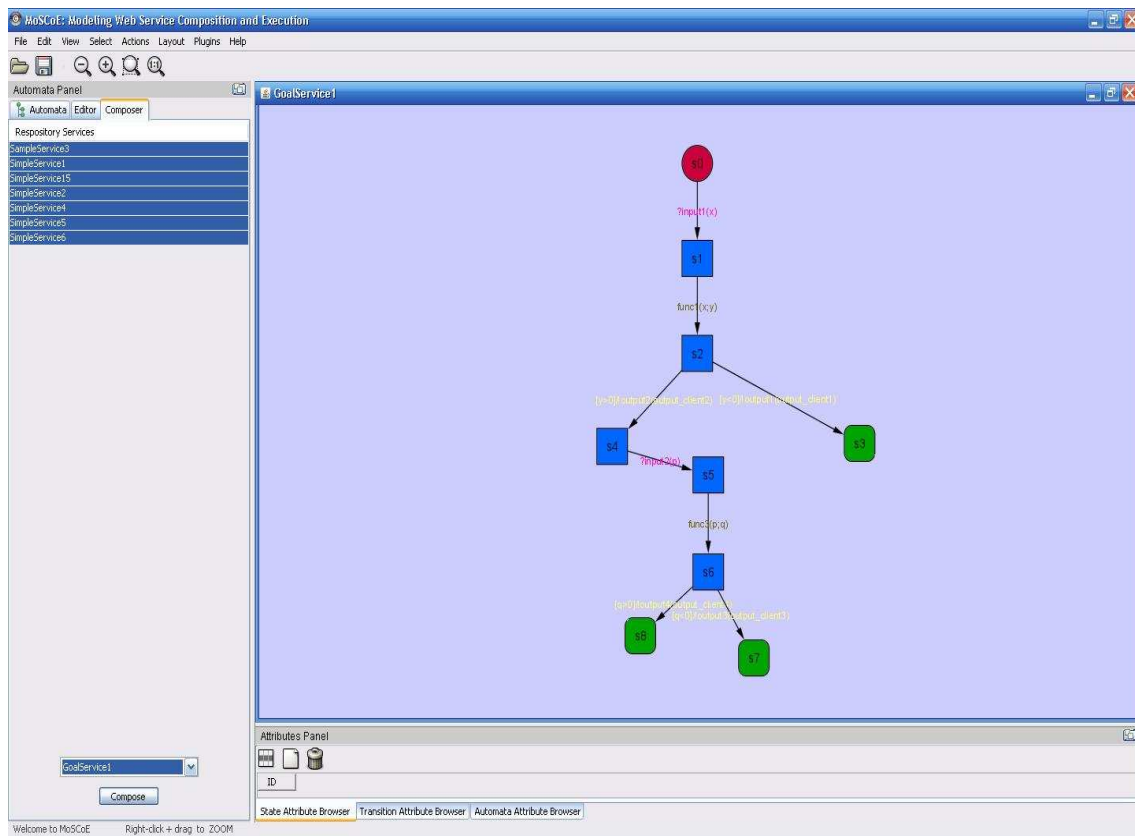 MoSCoE: Modeling Web Service Composition and Execution
File Edit View Select Actions Layout Plugins Help
Automata Panel
Automata Editor Composer
Respository Services
SampleService3
SimpleService1
SimpleService15
SimpleService2
SimpleService4
SimpleService5
SimpleService6
GoalService1
Compose
GoalService1
s0
?input1(x)
s1
func1(x;y)
s2
s4
s3
?input2(p)
s5
func3(p;q)
s6
s8
s7
Attributes Panel
ID
State Attribute Browser Transition Attribute Browser Automata Attribute Browser
Welcome to MoSCoE Right-click + drag to ZOOM